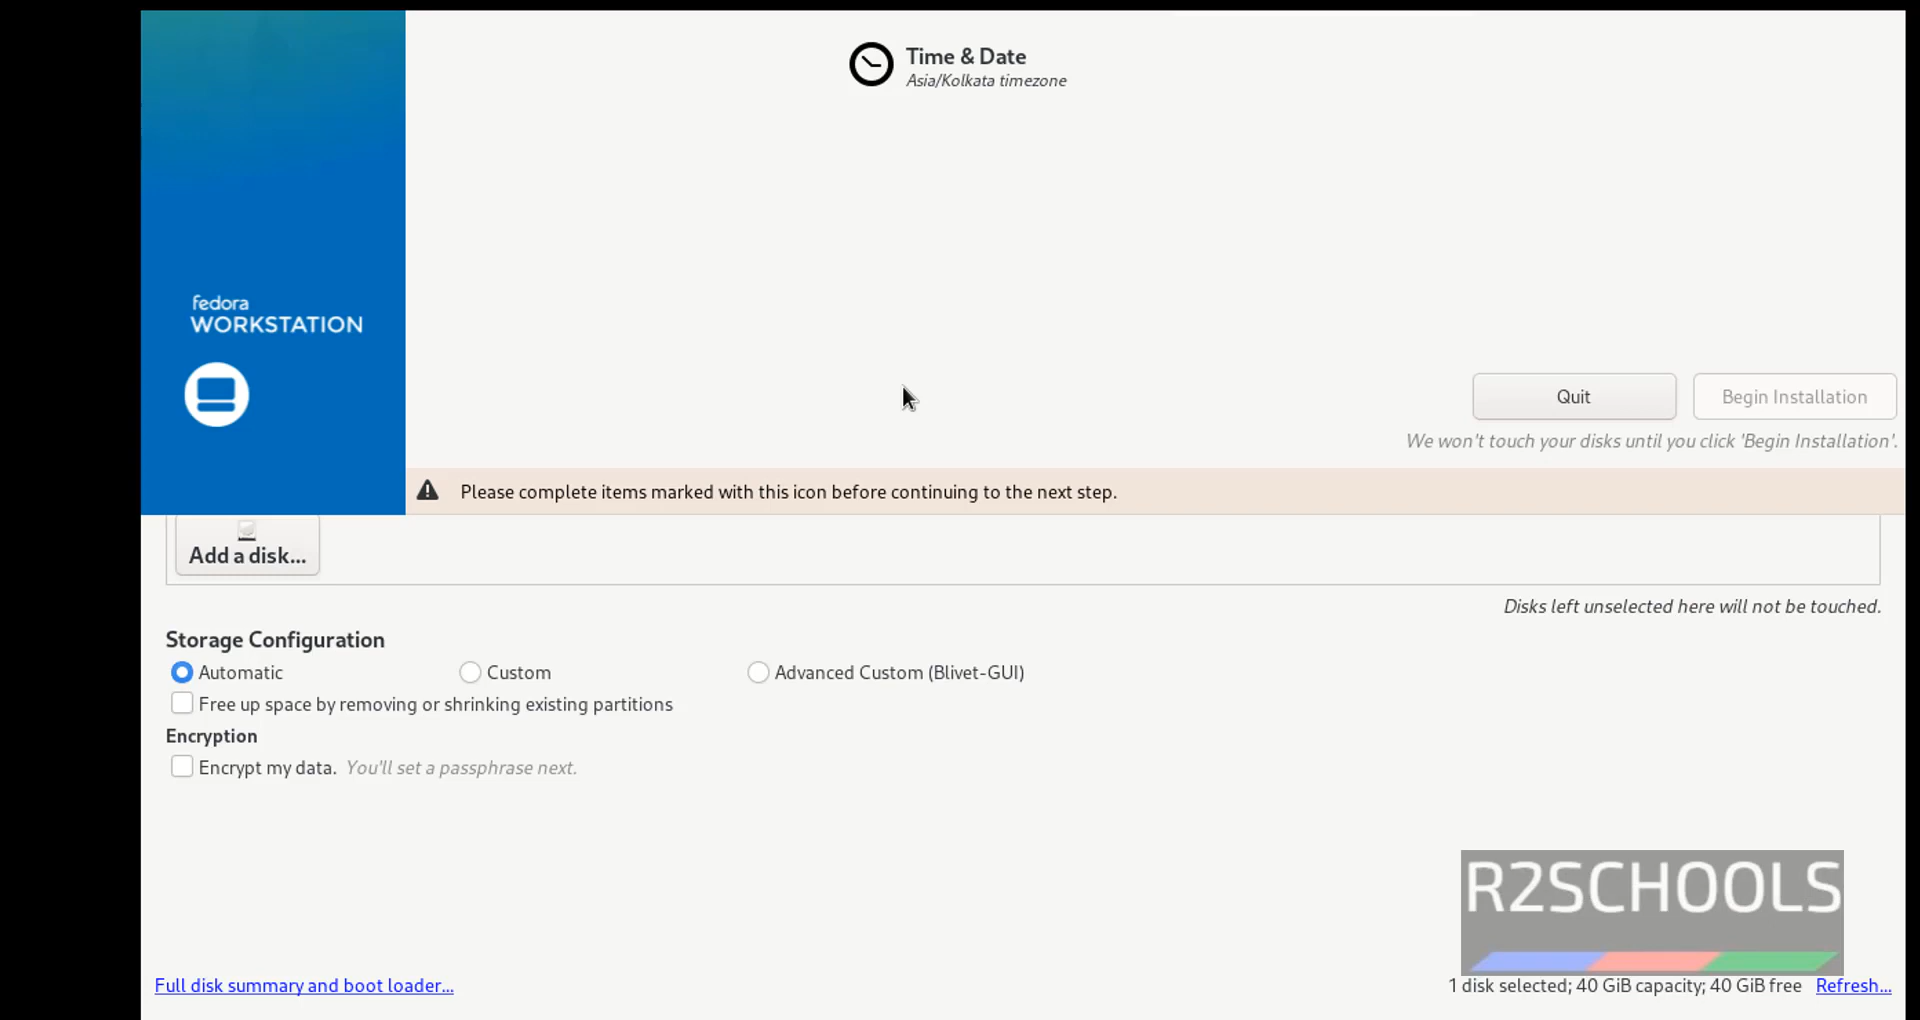 Time & Date
Asia/Kolkata timezone
fedora
WORKSTATION
Quit
Begin Installation
We won't touch your disks until you click 'Begin Installation'.
Please complete items marked with this icon before continuing to the next step.
Add a disk...
Disks left unselected here will not be touched.
Storage Configuration
Automatic
Custom
Advanced Custom (Blivet-GUI)
Free up space by removing or shrinking existing partitions
Encryption
Encrypt my data. You'll set a passphrase next.
R2SCHOOLS
Full disk summary and boot loader...
1 disk selected; 40 GiB capacity; 40 GiB free Refresh...